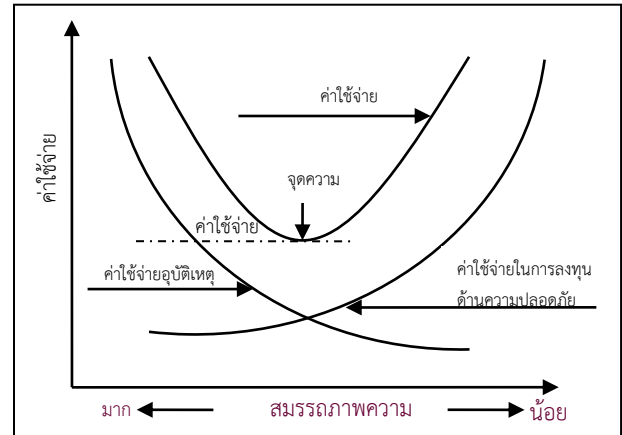 ค่าใช้จ่าย
ค่าใช้จ่าย
จุดความ
ค่าใช้จ่าย
ค่าใช้จ่ายอุบัติเหตุ
ค่าใช้จ่ายในการลงทุน
ด้านความปลอดภัย
มาก
สมรรถภาพความ
น้อย